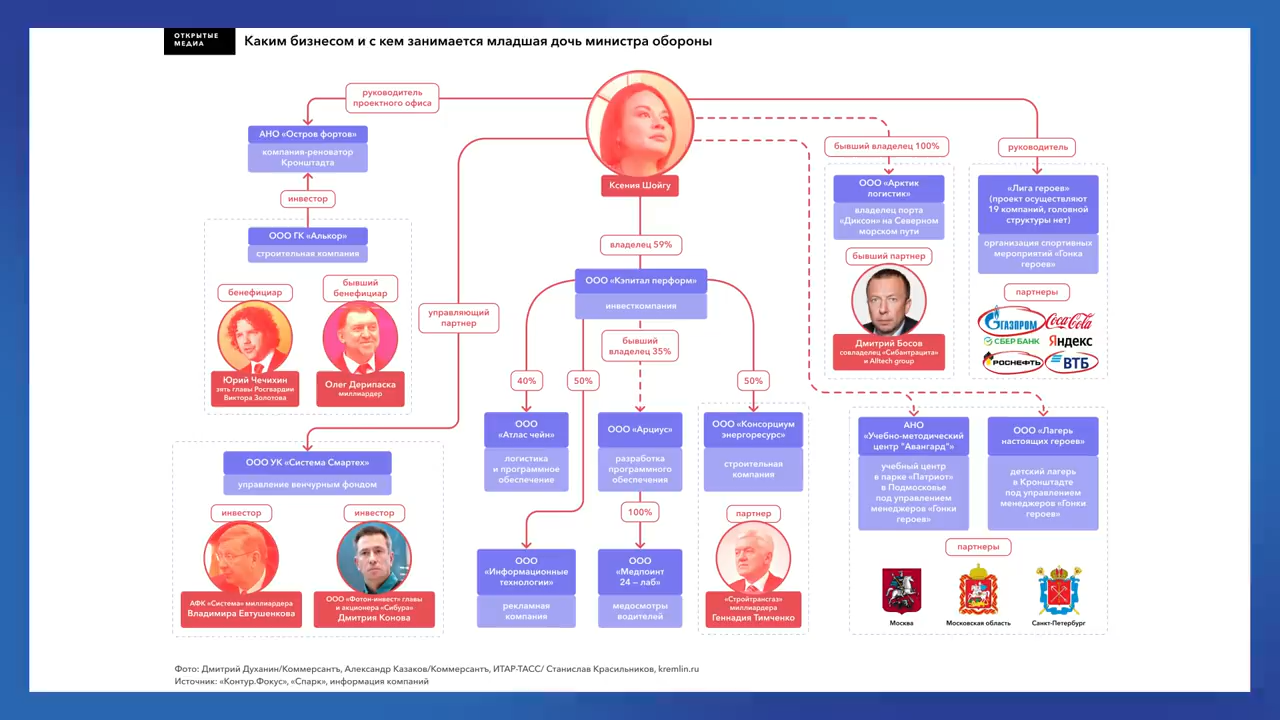 ОТКРЫТЫЕ
МЕДИА
Каким бизнесом и с кем занимается младшая дочь министра обороны
руководитель
проектного офиса
АНО «Остров фортов»
компания-реноватор
Кронштадта
инвестор
ООО ГК «Алькор»
строительная компания
бенефициар
бывший
бенефициар
Юрий Чечихин
зять главы Росгвардии
Виктора Золотова
Олег Дерипаска
миллиардер
управляющий
партнер
ООО УК «Система Смартех»
управление венчурным фондом
инвестор
инвестор
АФК «Система» миллиардера
Владимира Евтушенкова
ООО «Фотон-инвест» главы
и акционера «Сибура»
Дмитрия Конова
Ксения Шойгу
владелец 59%
ООО «Кэпитал перформ»
инвесткомпания
бывший
владелец 35%
40%
50%
50%
ООО
«Атлас чейн»
логистика
и программное
обеспечение
ООО «Арциус»
разработка
программного
обеспечения
ООО «Консорциум
энергоресурс»
строительная
компания
100%
партнер
ООО
«Информационные
технологии»
рекламная
компания
ООО
«Медпоинт
24 — лаб»
медосмотры
водителей
«Стройтрансгаз»
миллиардера
Геннадия Тимченко
бывший владелец 100%
ООО «Арктик
логистик»
владелец порта
«Диксон» на Северном
морском пути
бывший партнер
Дмитрий Босов
совладелец «Сибантрацита»
и Alltech group
руководитель
«Лига героев»
(проект осуществляют
19 компаний, головной
структуры нет)
организация спортивных
мероприятий «Гонка
героев»
партнеры
ГАЗПРОМ
Coca-Cola
СБЕР БАНК
Яндекс
РОСНЕФТЬ
ВТБ
АНО
«Учебно-методический
центр "Авангард"»
учебный центр
в парке «Патриот»
в Подмосковье
под управлением
менеджеров «Гонки
героев»
ООО «Лагерь
настоящих героев»
детский лагерь
в Кронштадте
под управлением
менеджеров «Гонки
героев»
партнеры
Москва
Московская область
Санкт-Петербург
Фото: Дмитрий Духанин/Коммерсантъ, Александр Казаков/Коммерсантъ, ИТАР-ТАСС/ Станислав Красильников, kremlin.ru
Источник: «Контур.Фокус», «Спарк», информация компаний